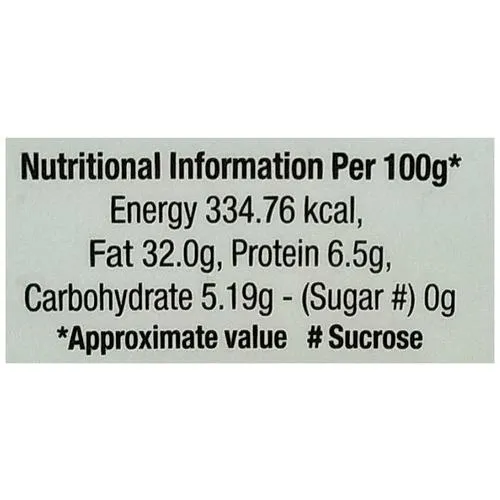 Nutritional Information Per 100g*
Energy 334.76 kcal,
Fat 32.0g, Protein 6.5g,
Carbohydrate 5.19g - (Sugar #) 0g
*Approximate value # Sucrose